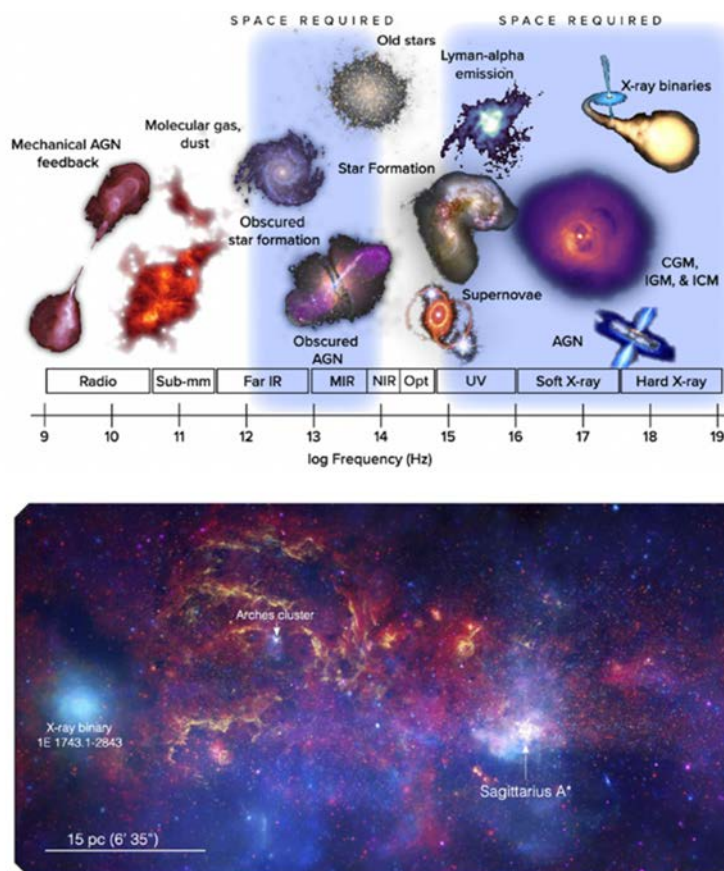 SPACE REQUIRED
SPACE REQUIRED
Old stars
Lyman-alpha
emission
X-ray binaries
Molecular gas,
dust
Mechanical AGN
feedback
Star Formation
Obscured
star formation
CGM,
IGM, & ICM
Supernovae
Obscured
AGN
AGN
Radio
Sub-mm
Far IR
MIR
NIR
Opt
UV
Soft X-ray
Hard X-ray
9 10 11 12 13 14 15 16 17 18 19
log Frequency (Hz)
Arches cluster
X-ray binary
1E 1743.1-2843
Sagittarius A*
15 pc (6' 35")